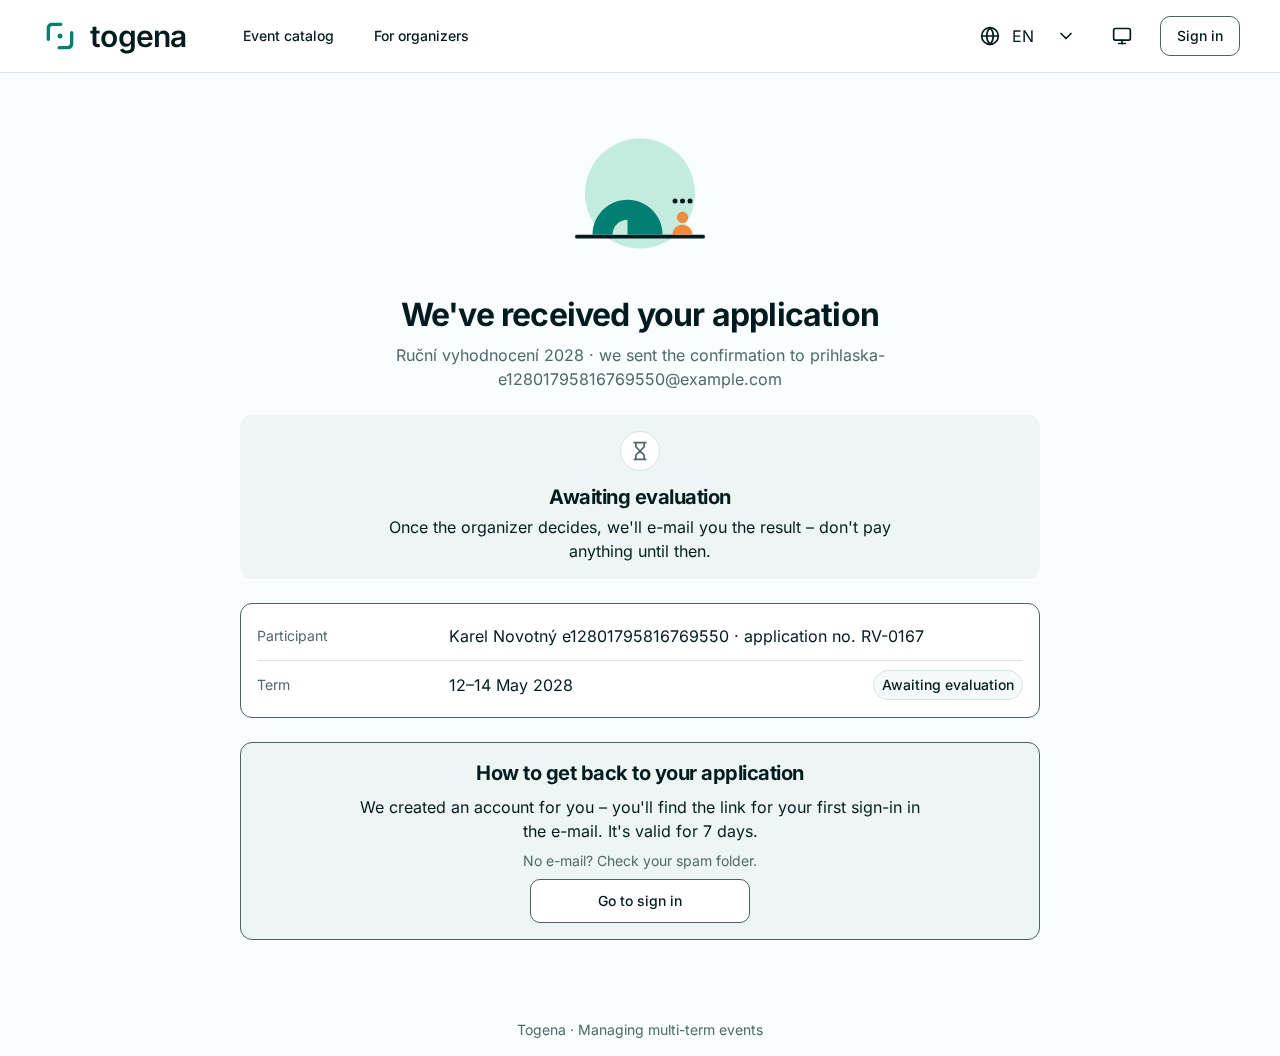 togena
Event catalog
For organizers
EN
Sign in
We've received your application
Ruční vyhodnocení 2028 · we sent the confirmation to prihlaska-
e12801795816769550@example.com
Awaiting evaluation
Once the organizer decides, we'll e-mail you the result – don't pay
anything until then.
Participant
Karel Novotný e12801795816769550 · application no. RV-0167
Term
12–14 May 2028
Awaiting evaluation
How to get back to your application
We created an account for you – you'll find the link for your first sign-in in
the e-mail. It's valid for 7 days.
No e-mail? Check your spam folder.
Go to sign in
Togena · Managing multi-term events